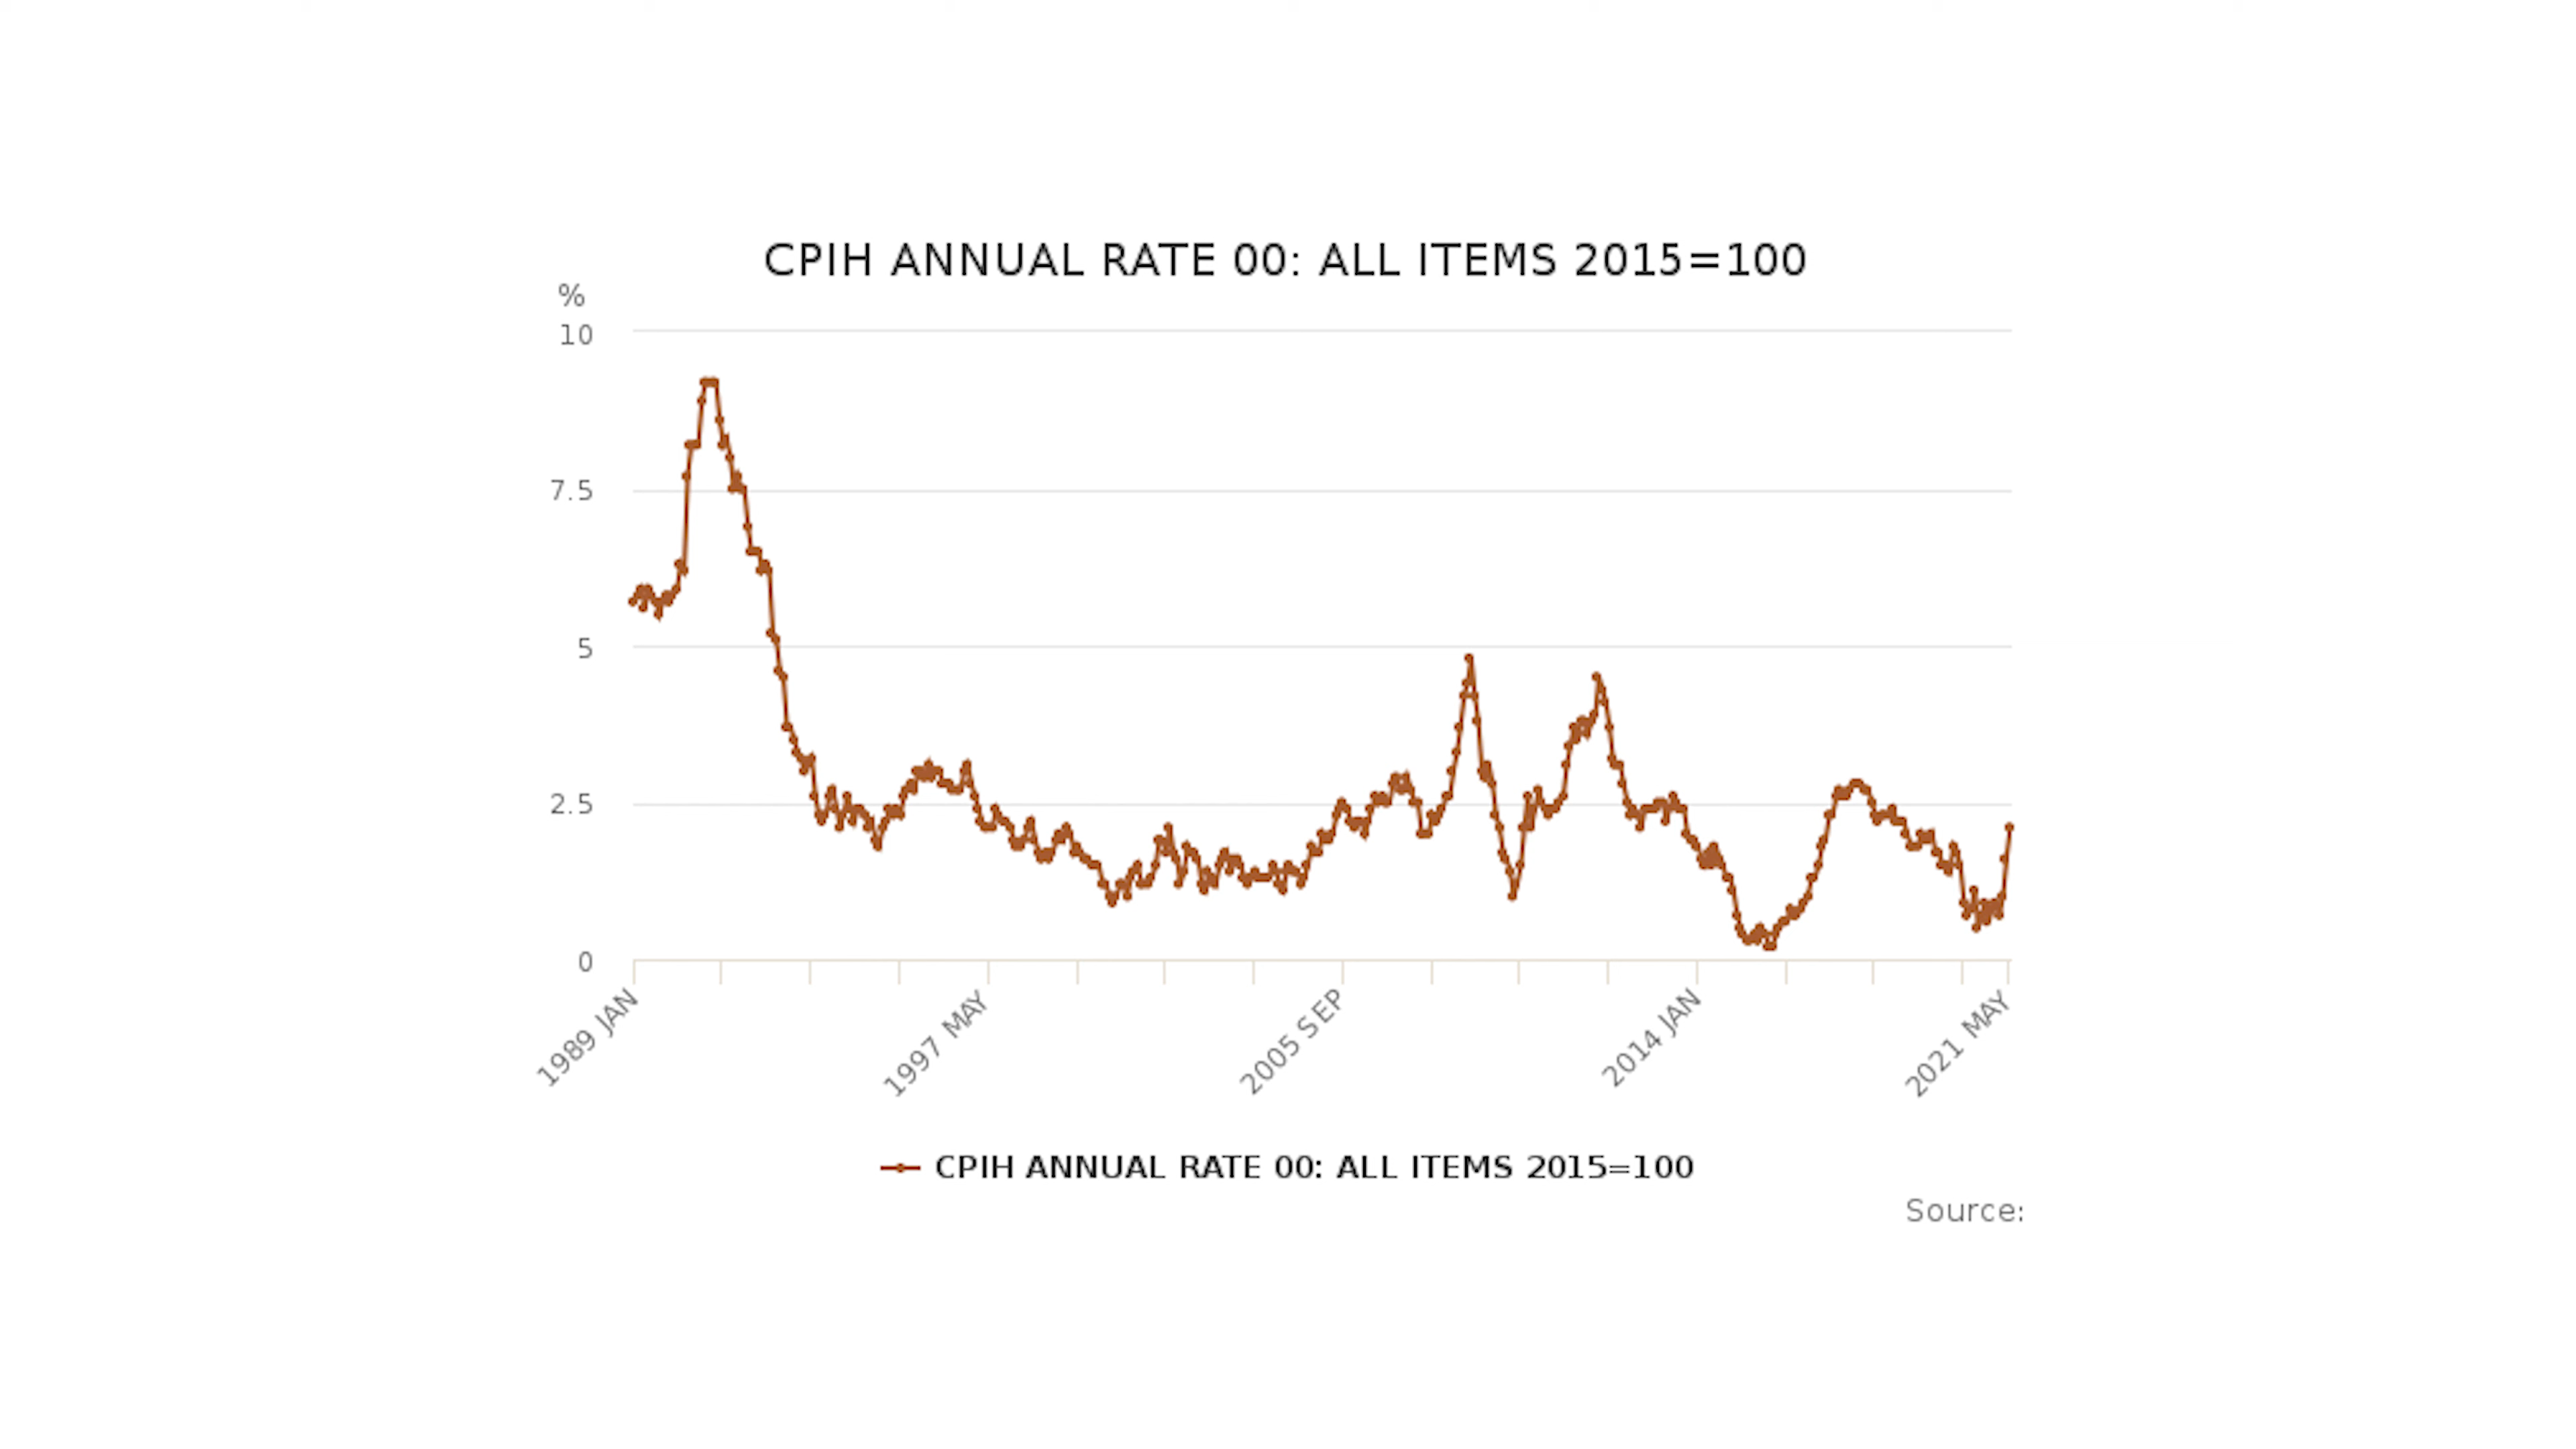 CPIH ANNUAL RATE 00: ALL ITEMS 2015=100
%
10
7.5
5
2.5
0
1989 JAN
1997 MAY
2005 SEP
2014 JAN
2021 MAY
CPIH ANNUAL RATE 00: ALL ITEMS 2015=100
Source: